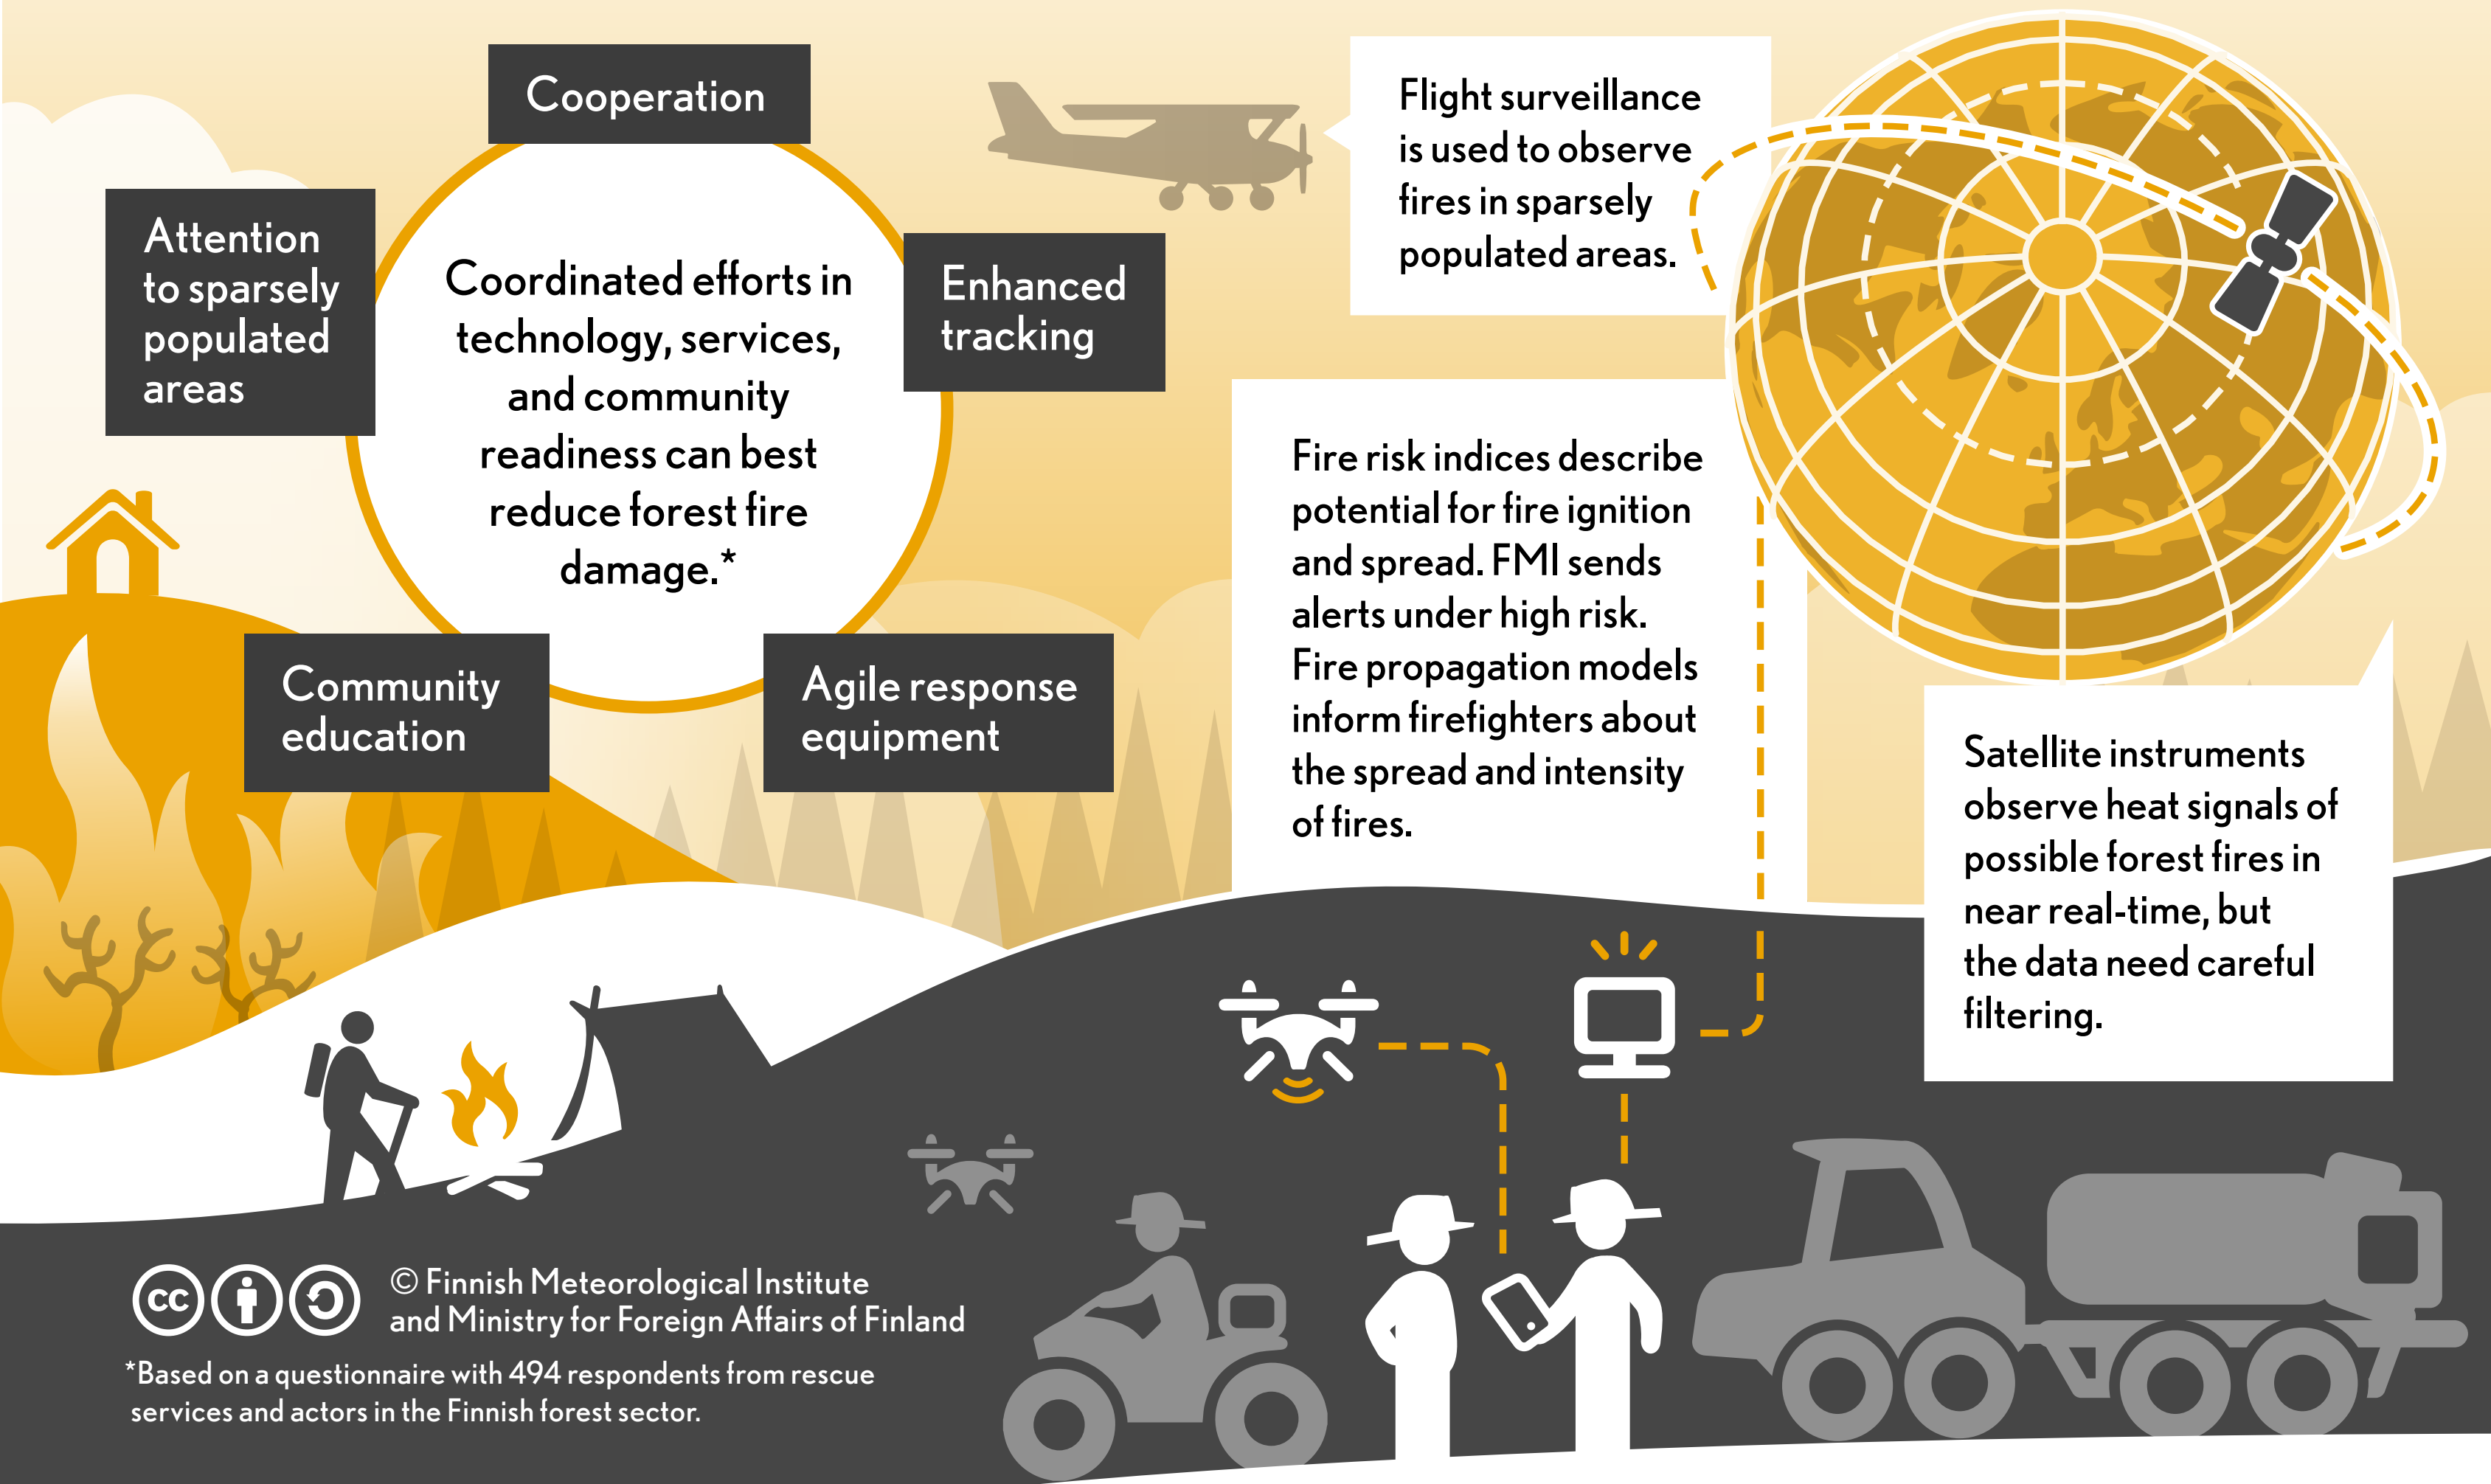 Cooperation
Attention
to sparsely
populated
areas
Coordinated efforts in
technology, services,
and community
readiness can best
reduce forest fire
damage.*
Enhanced
tracking
Community
education
Agile response
equipment
Flight surveillance
is used to observe
fires in sparsely
populated areas.
Fire risk indices describe
potential for fire ignition
and spread. FMI sends
alerts under high risk.
Fire propagation models
inform firefighters about
the spread and intensity
of fires.
Satellite instruments
observe heat signals of
possible forest fires in
near real-time, but
the data need careful
filtering.
cc
© Finnish Meteorological Institute
and Ministry for Foreign Affairs of Finland
*Based on a questionnaire with 494 respondents from rescue
services and actors in the Finnish forest sector.